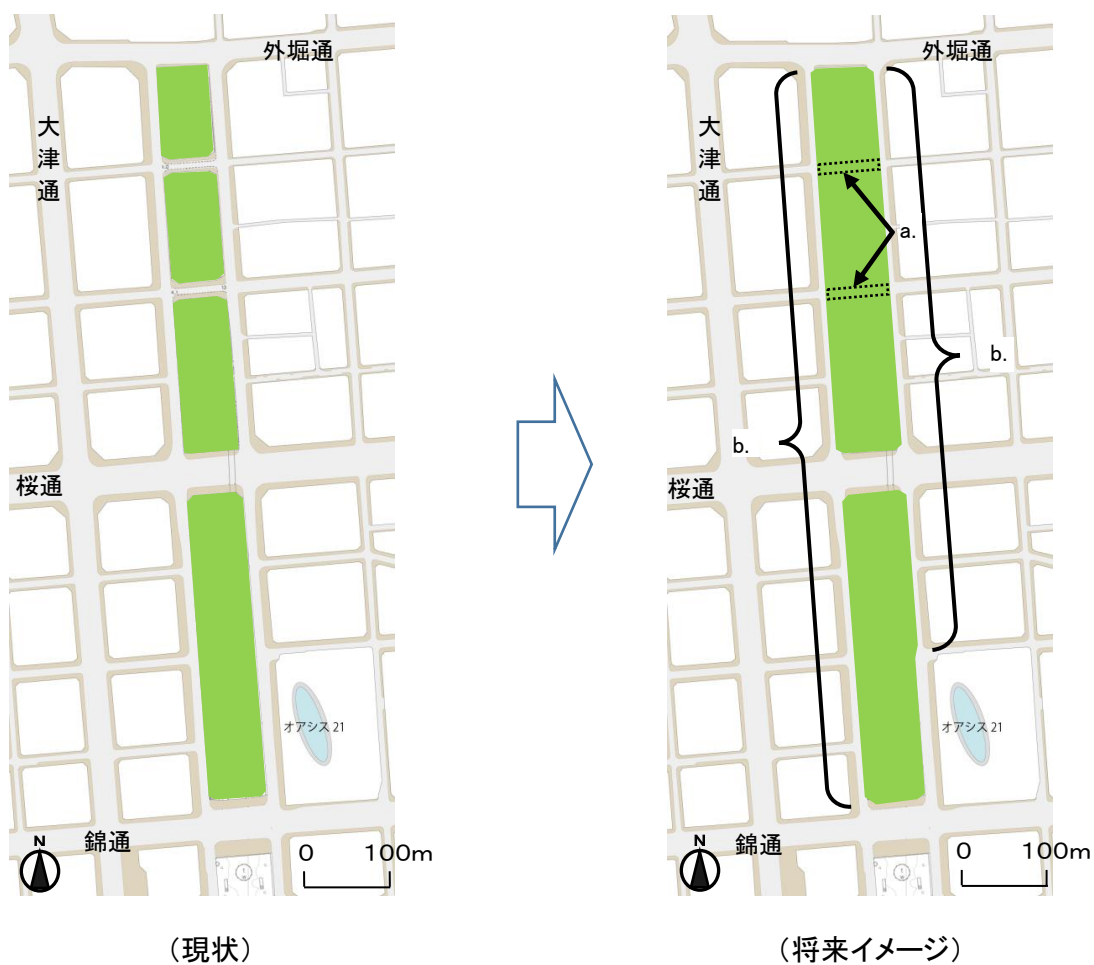 外堀通
大津通
桜通
オアシス21
錦通
N
0 100m
(現状)
外堀通
大津通
a.
b.
b.
桜通
オアシス21
錦通
N
0 100m
(将来イメージ)